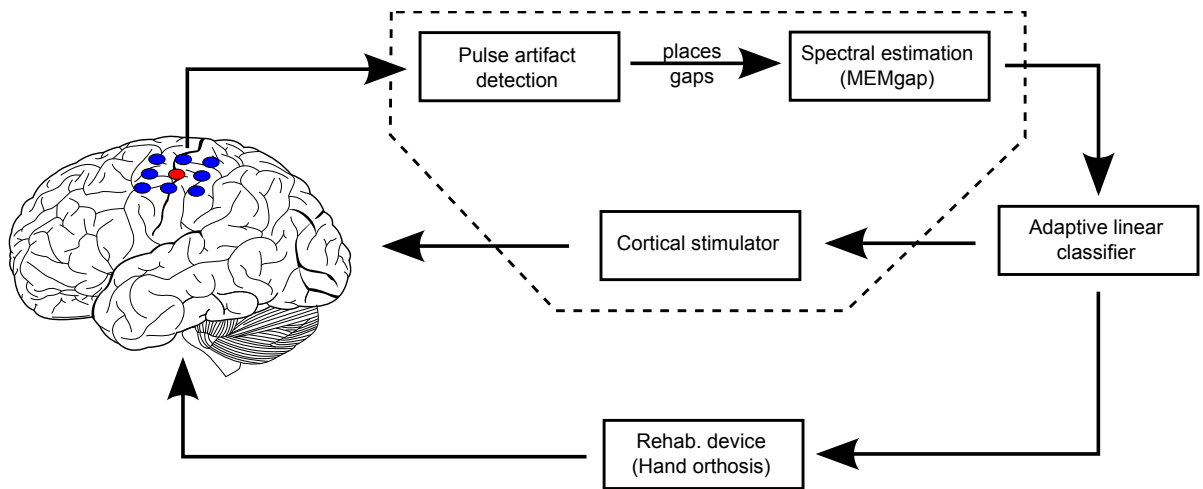 Pulse artifact
detection
places
gaps
Spectral estimation
(MEMgap)
Cortical stimulator
Adaptive linear
classifier
Rehab. device
(Hand orthosis)